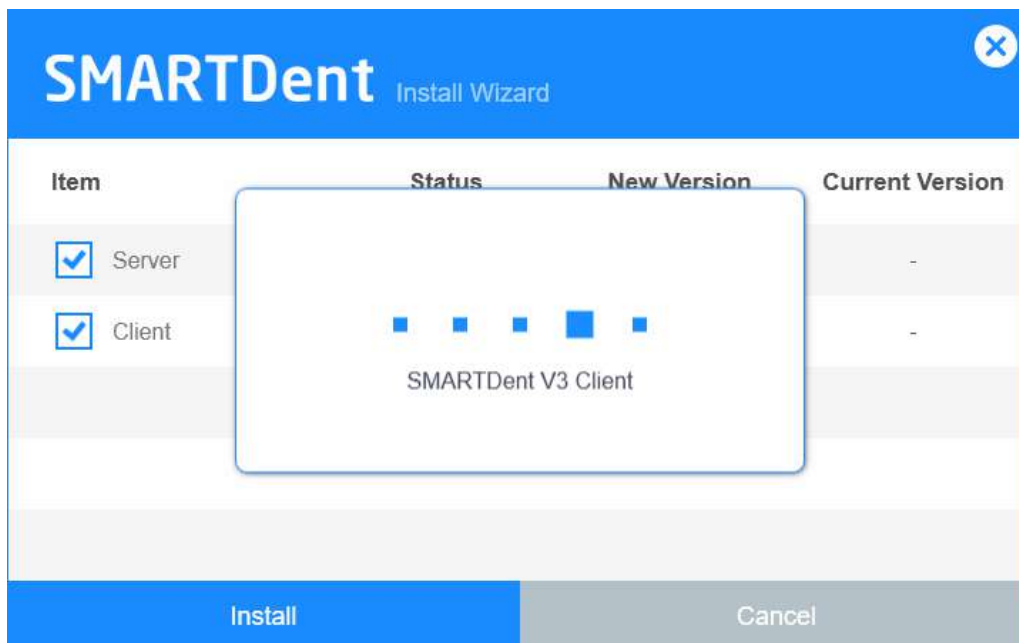 SMARTDent Install Wizard
Item Status New Version Current Version
Server -
Client -
SMARTDent V3 Client
Install Cancel